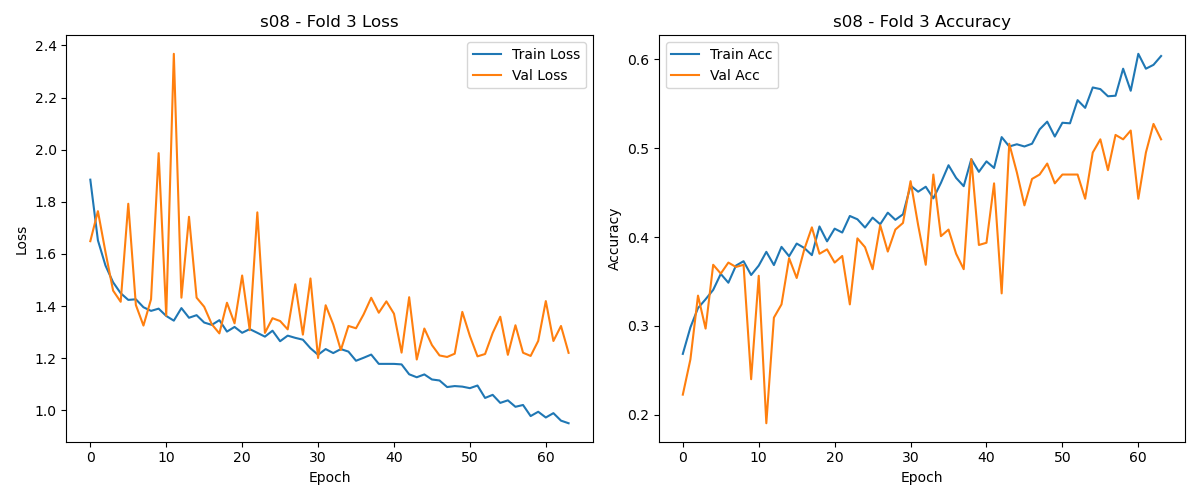 s08 - Fold 3 Loss
Train Loss
Val Loss
2.4
2.2
2.0
1.8
1.6
1.4
1.2
1.0
Loss
0 10 20 30 40 50 60
Epoch
s08 - Fold 3 Accuracy
Train Acc
Val Acc
0.6
0.5
0.4
0.3
0.2
Accuracy
0 10 20 30 40 50 60
Epoch